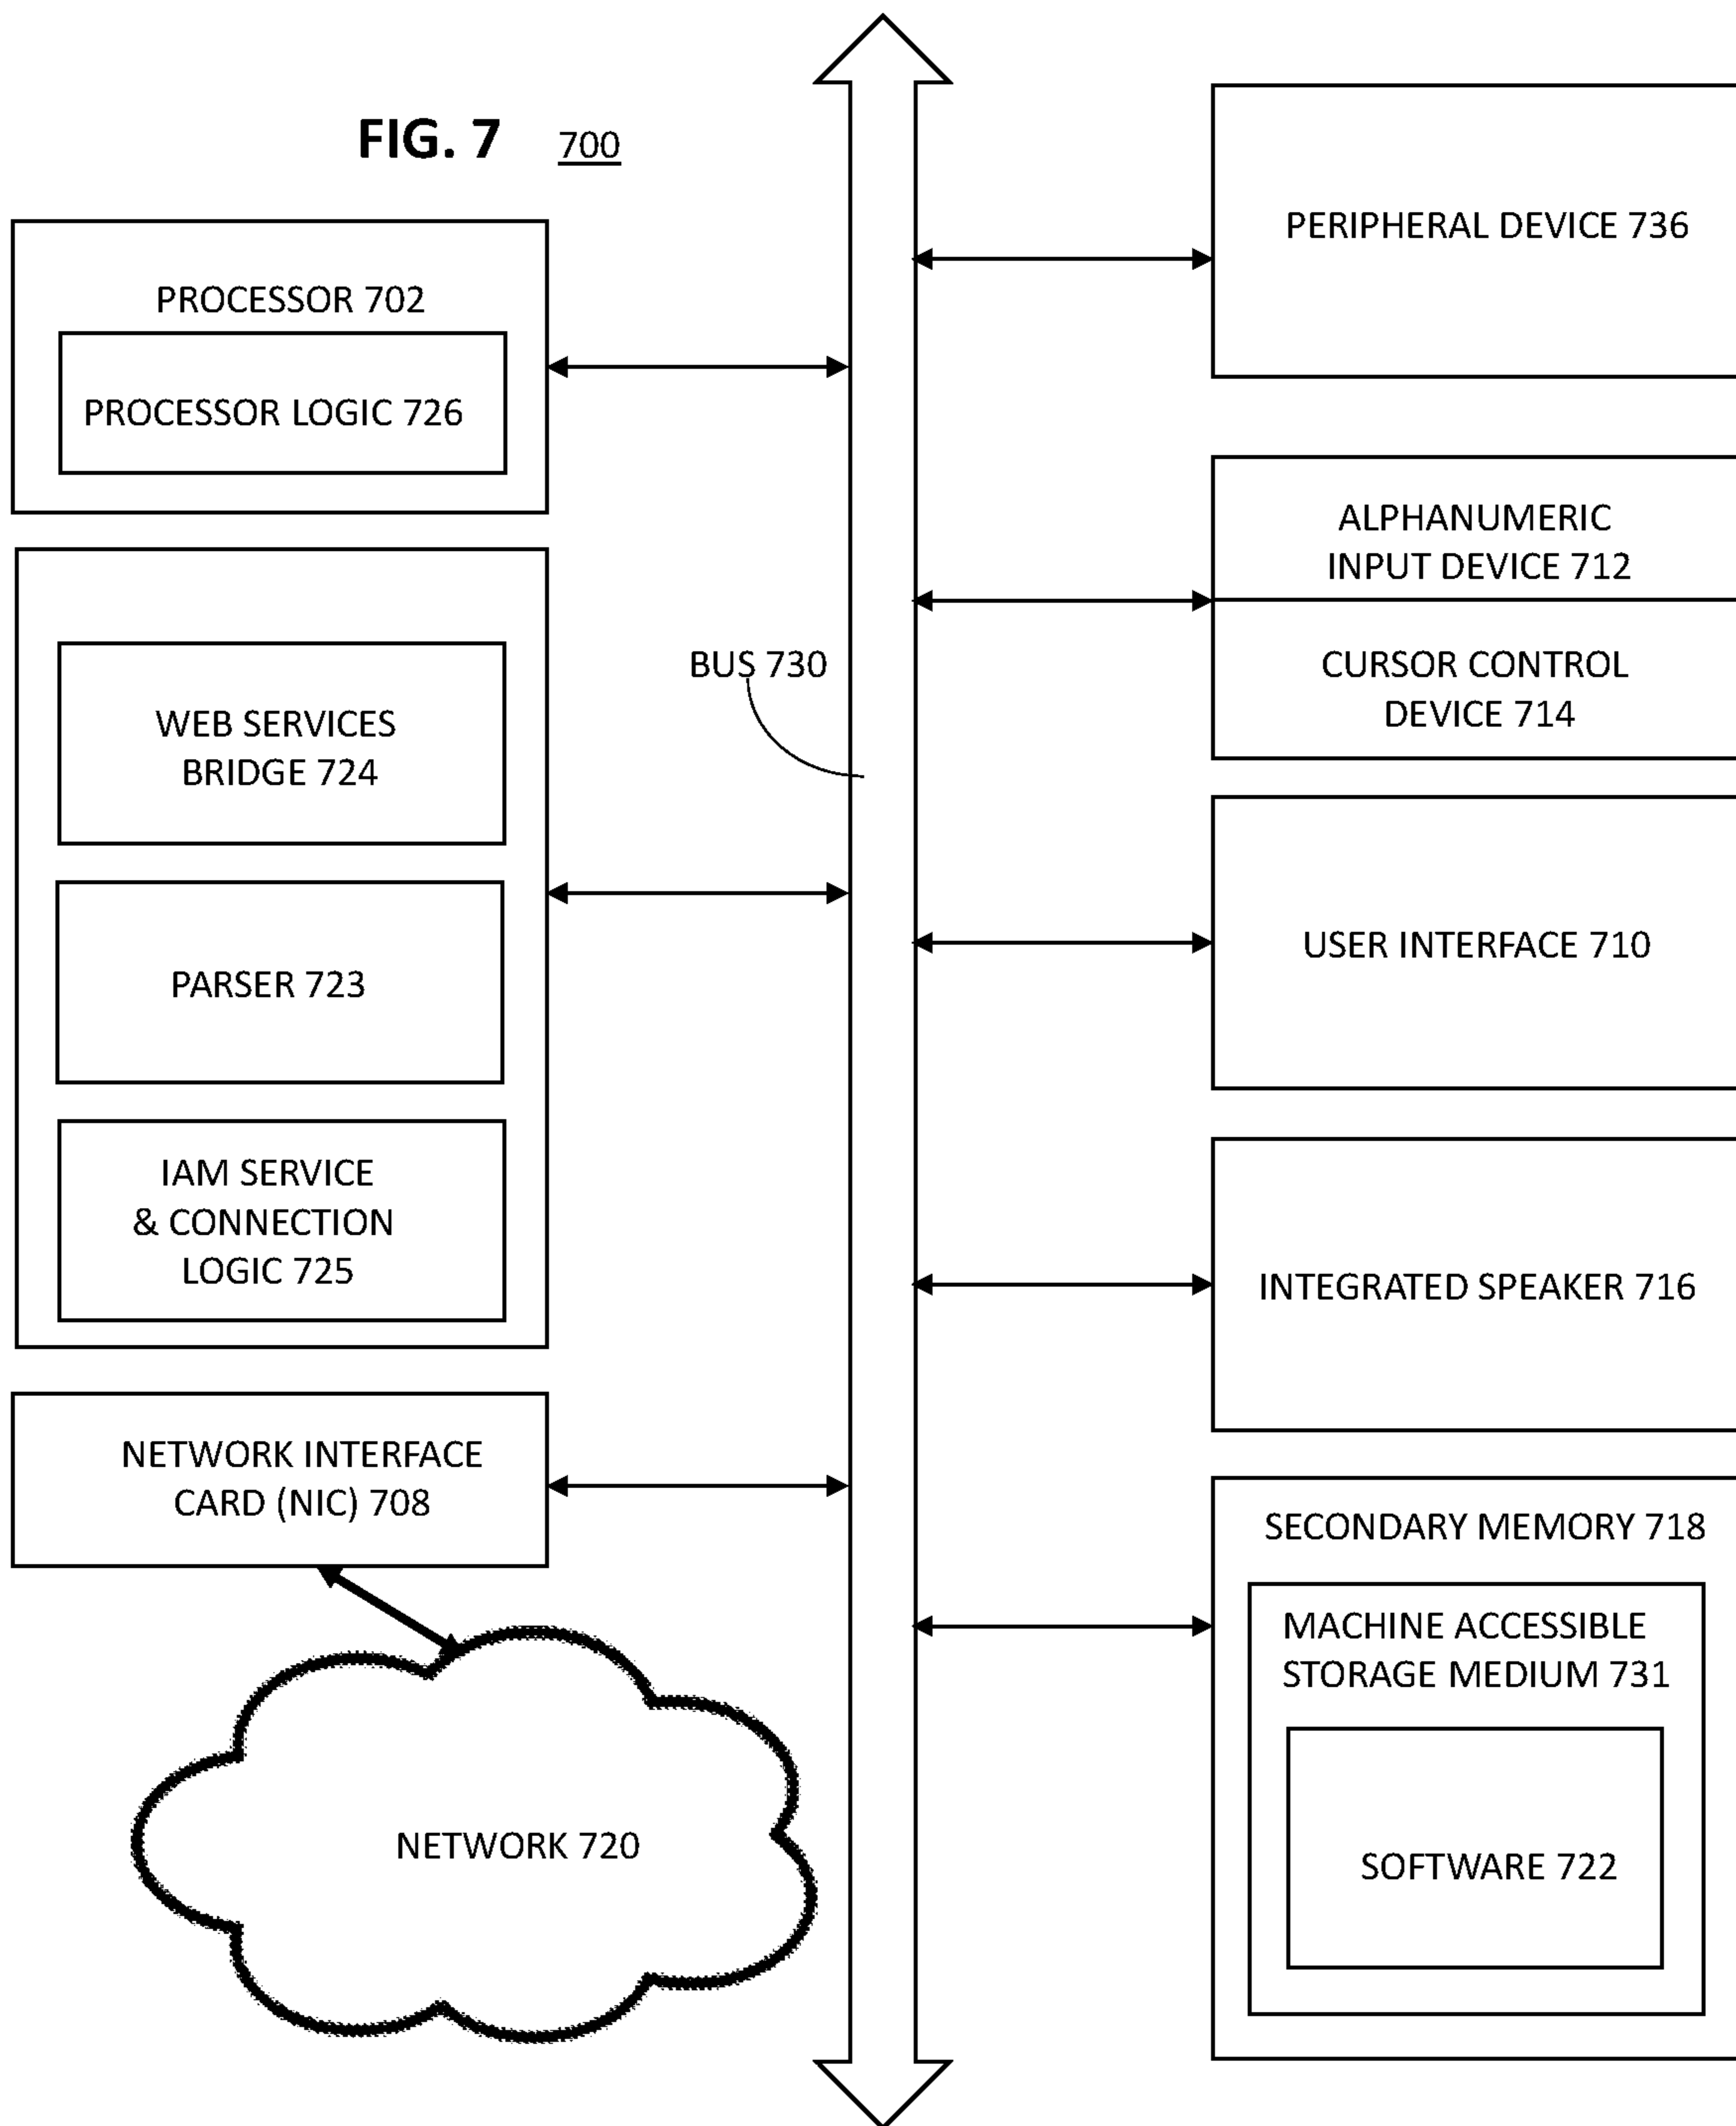 FIG. 7 700
PROCESSOR 702
PROCESSOR LOGIC 726
WEB SERVICES
BRIDGE 724
PARSER 723
IAM SERVICE
& CONNECTION
LOGIC 725
NETWORK INTERFACE
CARD (NIC) 708
NETWORK 720
BUS 730
PERIPHERAL DEVICE 736
ALPHANUMERIC
INPUT DEVICE 712
CURSOR CONTROL
DEVICE 714
USER INTERFACE 710
INTEGRATED SPEAKER 716
SECONDARY MEMORY 718
MACHINE ACCESSIBLE
STORAGE MEDIUM 731
SOFTWARE 722